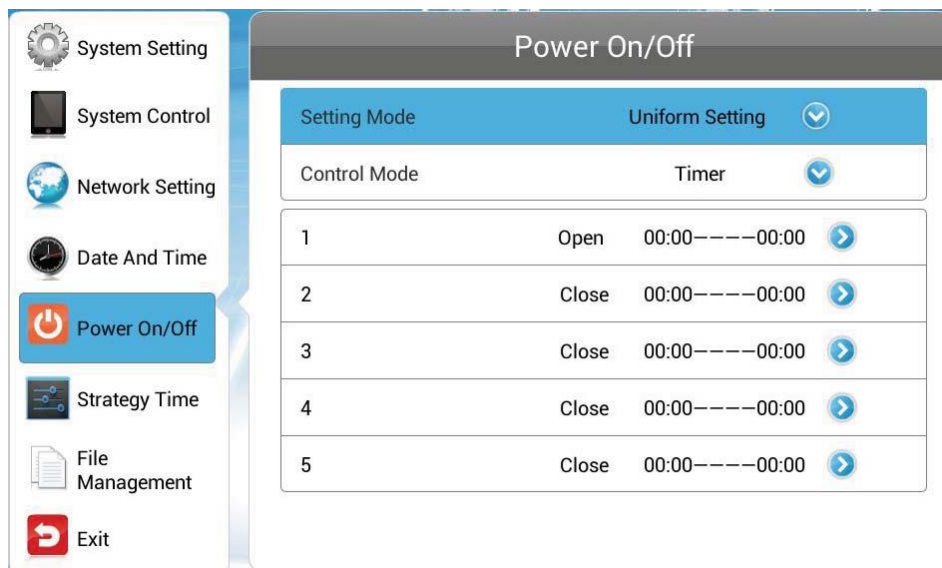 System Setting
System Control
Network Setting
Date And Time
Power On/Off
Strategy Time
File
Management
Exit
Power On/Off
Setting Mode Uniform Setting
Control Mode Timer
1 Open 00:00————00:00
2 Close 00:00————00:00
3 Close 00:00————00:00
4 Close 00:00————00:00
5 Close 00:00————00:00